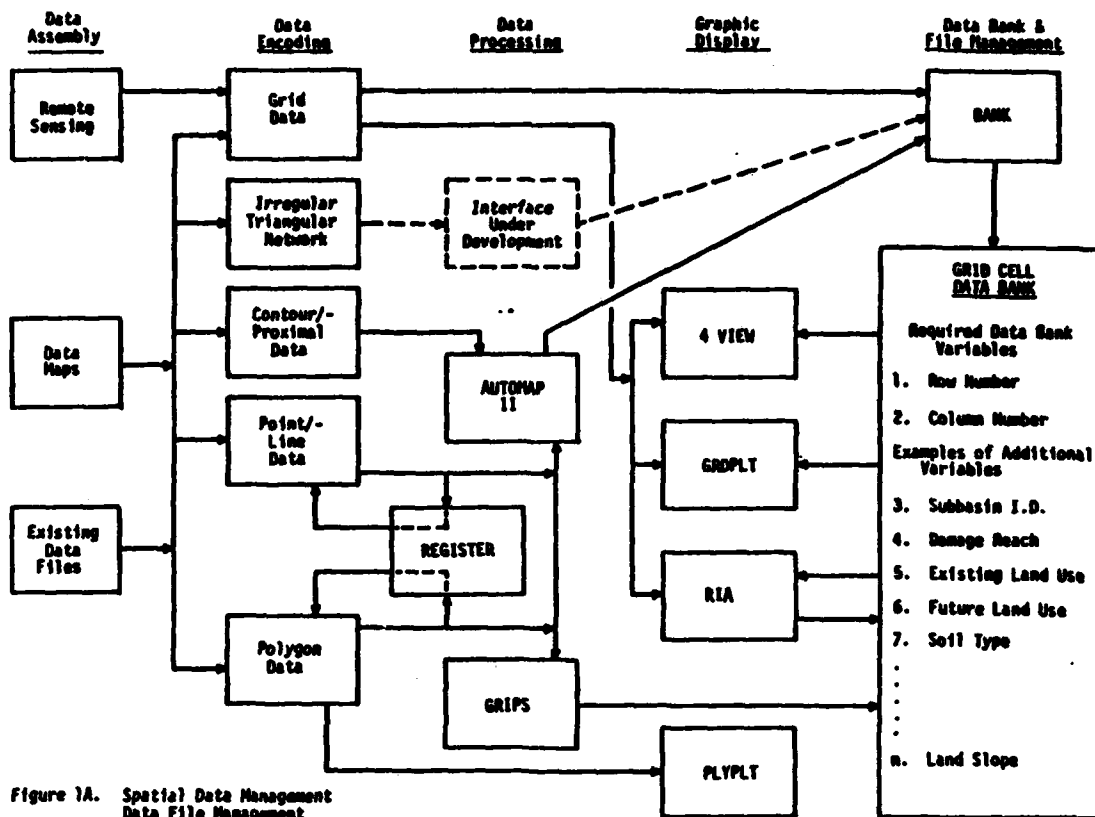 Data
Assembly
Data
Encoding
Data
Processing
Graphic
Display
Data Bank &
File Management
Remote
Sensing
Grid
Data
BANK
Irregular
Triangular
Network
Interface
Under
Development
Data
Maps
Contour/-
Proximal
Data
AUTOMAP
II
4 VIEW
Point/-
Line
Data
GRDPLT
Existing
Data
Files
REGISTER
RIA
Polygon
Data
GRIPS
PLYPLT
GRID CELL
DATA BANK
Required Data Bank
Variables
1. Row Number
2. Column Number
Examples of Additional
Variables
3. Subbasin I.D.
4. Damage Reach
5. Existing Land Use
6. Future Land Use
7. Soil Type
.
.
.
.
.
n. Land Slope
Figure 1A. Spatial Data Management
Data File Management